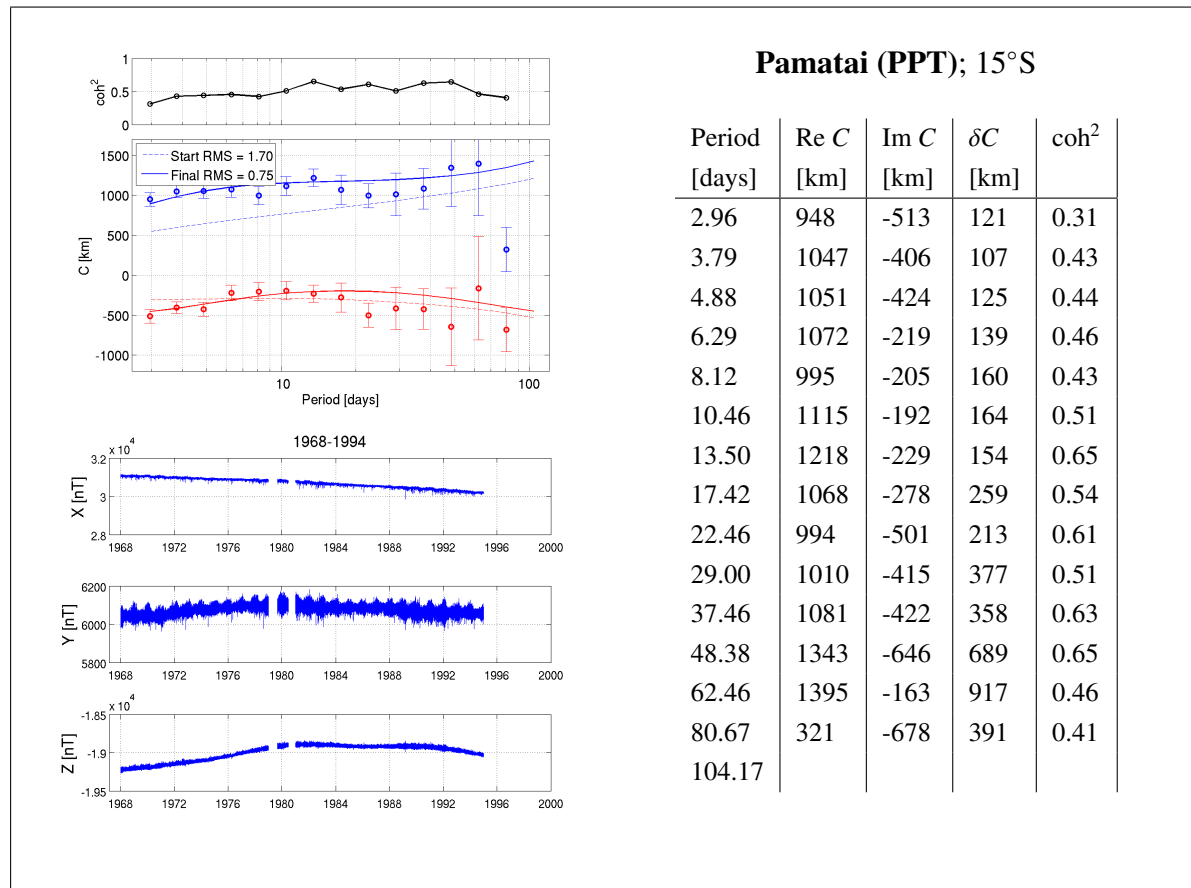 Pamatai (PPT); 15°S
1
0.5
0
coh²
1500
1000
500
0
-500
-1000
C [km]
Start RMS = 1.70
Final RMS = 0.75
10
100
Period [days]
1968-1994
x 10⁴
3.2
3
2.8
X [nT]
1968 1972 1976 1980 1984 1988 1992 1996 2000
6200
6000
5800
Y [nT]
1968 1972 1976 1980 1984 1988 1992 1996 2000
x 10⁴
-1.85
-1.9
-1.95
Z [nT]
1968 1972 1976 1980 1984 1988 1992 1996 2000
Period Re C Im C δC coh²
[days] [km] [km] [km]
2.96 948 -513 121 0.31
3.79 1047 -406 107 0.43
4.88 1051 -424 125 0.44
6.29 1072 -219 139 0.46
8.12 995 -205 160 0.43
10.46 1115 -192 164 0.51
13.50 1218 -229 154 0.65
17.42 1068 -278 259 0.54
22.46 994 -501 213 0.61
29.00 1010 -415 377 0.51
37.46 1081 -422 358 0.63
48.38 1343 -646 689 0.65
62.46 1395 -163 917 0.46
80.67 321 -678 391 0.41
104.17